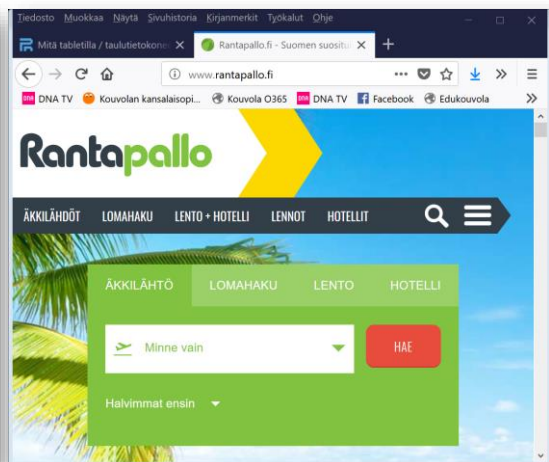 Tiedosto Muokkaa Näytä Sivuhistoria Kirjanmerkit Työkalut Ohje
Mitä tabletilla / taulutietokone Rantapallo.fi - Suomen suositu
www.rantapallo.fi
DNA TV Kouvolan kansalaisopi... Kouvola O365 DNA TV Facebook Edukouvola
Rantapallo
ÄKKILÄHDÖT LOMAHAKU LENTO + HOTELLI LENNOT HOTELLIT
ÄKKILÄHTÖ LOMAHAKU LENTO HOTELLI
Minne vain HAE
Halvimmat ensin